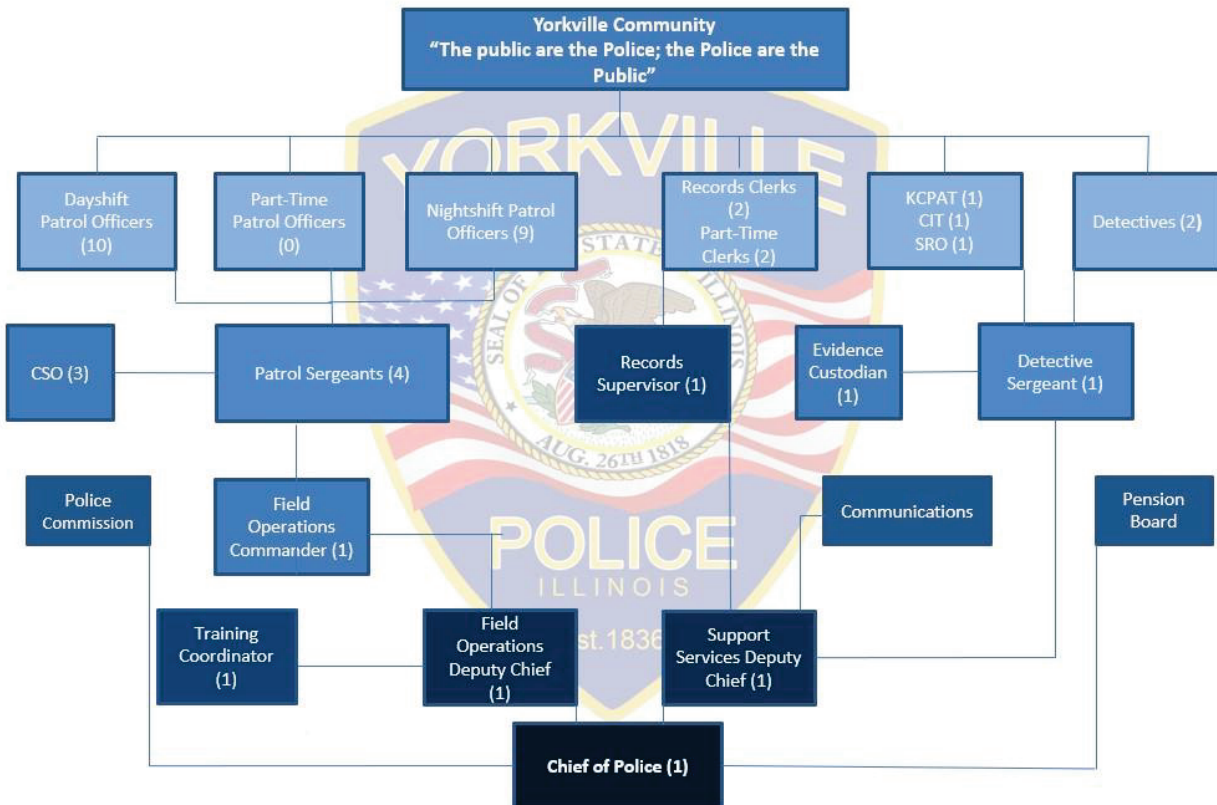 Yorkville Community
“The public are the Police; the Police are the
Public”
YORKVILLE
Dayshift
Patrol Officers
(10)
Part-Time
Patrol Officers
(0)
Nightshift Patrol
Officers (9)
Records Clerks
(2)
Part-Time
Clerks (2)
KCPAT (1)
CIT (1)
SRO (1)
Detectives (2)
SEAL OF THE STATE OF ILLINOIS
AUG. 26TH 1818
CSO (3)
Patrol Sergeants (4)
Records
Supervisor (1)
Evidence
Custodian
(1)
Detective
Sergeant (1)
Police
Commission
Field
Operations
Commander (1)
Communications
Pension
Board
POLICE
ILLINOIS
Training
Coordinator
(1)
Field
Operations
Deputy Chief
(1)
st.1836
Support
Services Deputy
Chief (1)
Chief of Police (1)